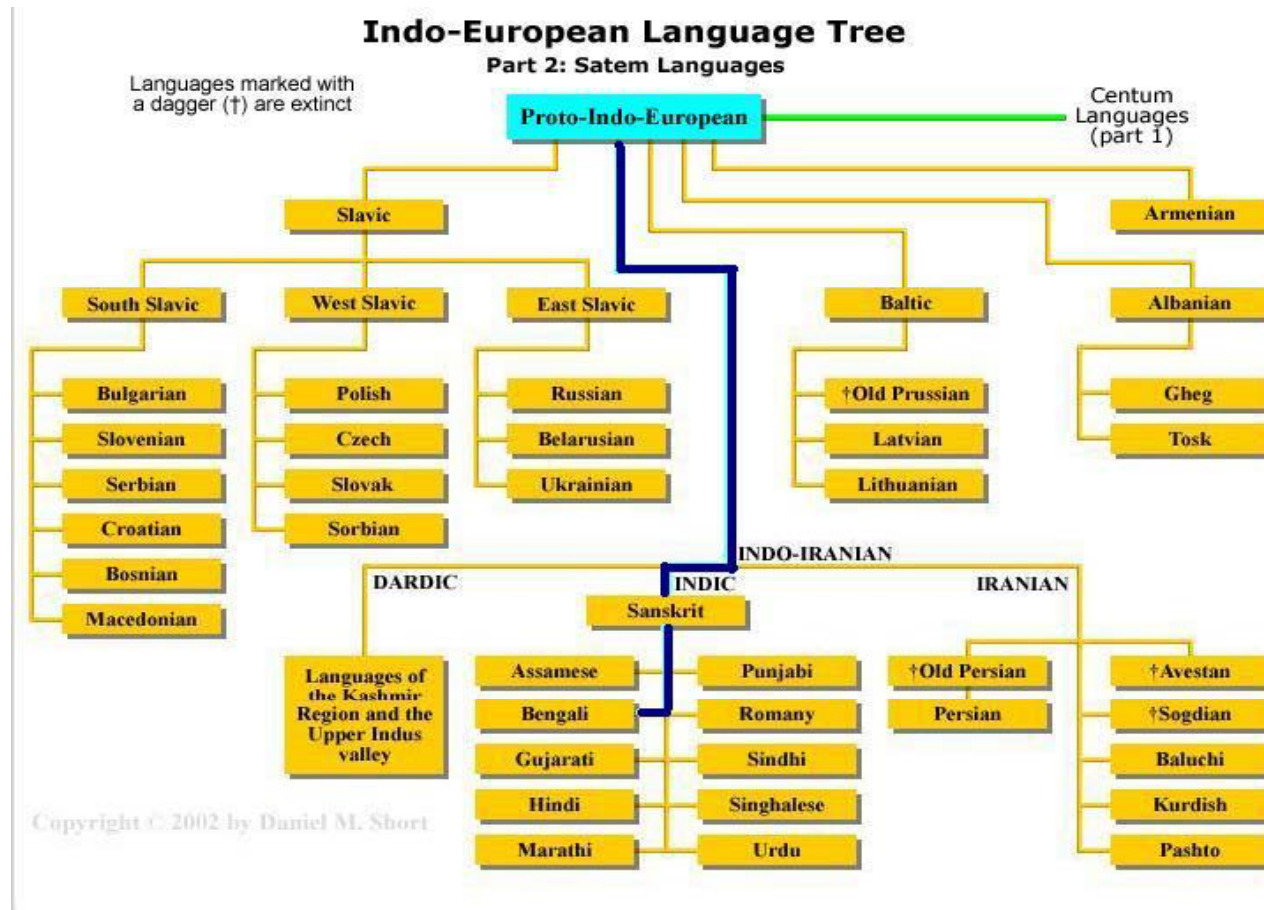 Indo-European Language Tree
Part 2: Satem Languages
Languages marked with
a dagger (†) are extinct
Proto-Indo-European
Centum
Languages
(part 1)
Slavic
Armenian
South Slavic
West Slavic
East Slavic
Baltic
Albanian
Bulgarian
Polish
Russian
†Old Prussian
Gheg
Slovenian
Czech
Belarusian
Latvian
Tosk
Serbian
Slovak
Ukrainian
Lithuanian
Croatian
Sorbian
Bosnian
Macedonian
INDO-IRANIAN
DARDIC
INDIC
IRANIAN
Sanskrit
Languages of
the Kashmir
Region and the
Upper Indus
valley
Assamese
Punjabi
†Old Persian
†Avestan
Bengali
Romany
Persian
†Sogdian
Gujarati
Sindhi
Baluchi
Hindi
Singhalese
Kurdish
Marathi
Urdu
Pashto
Copyright © 2002 by Daniel M. Short